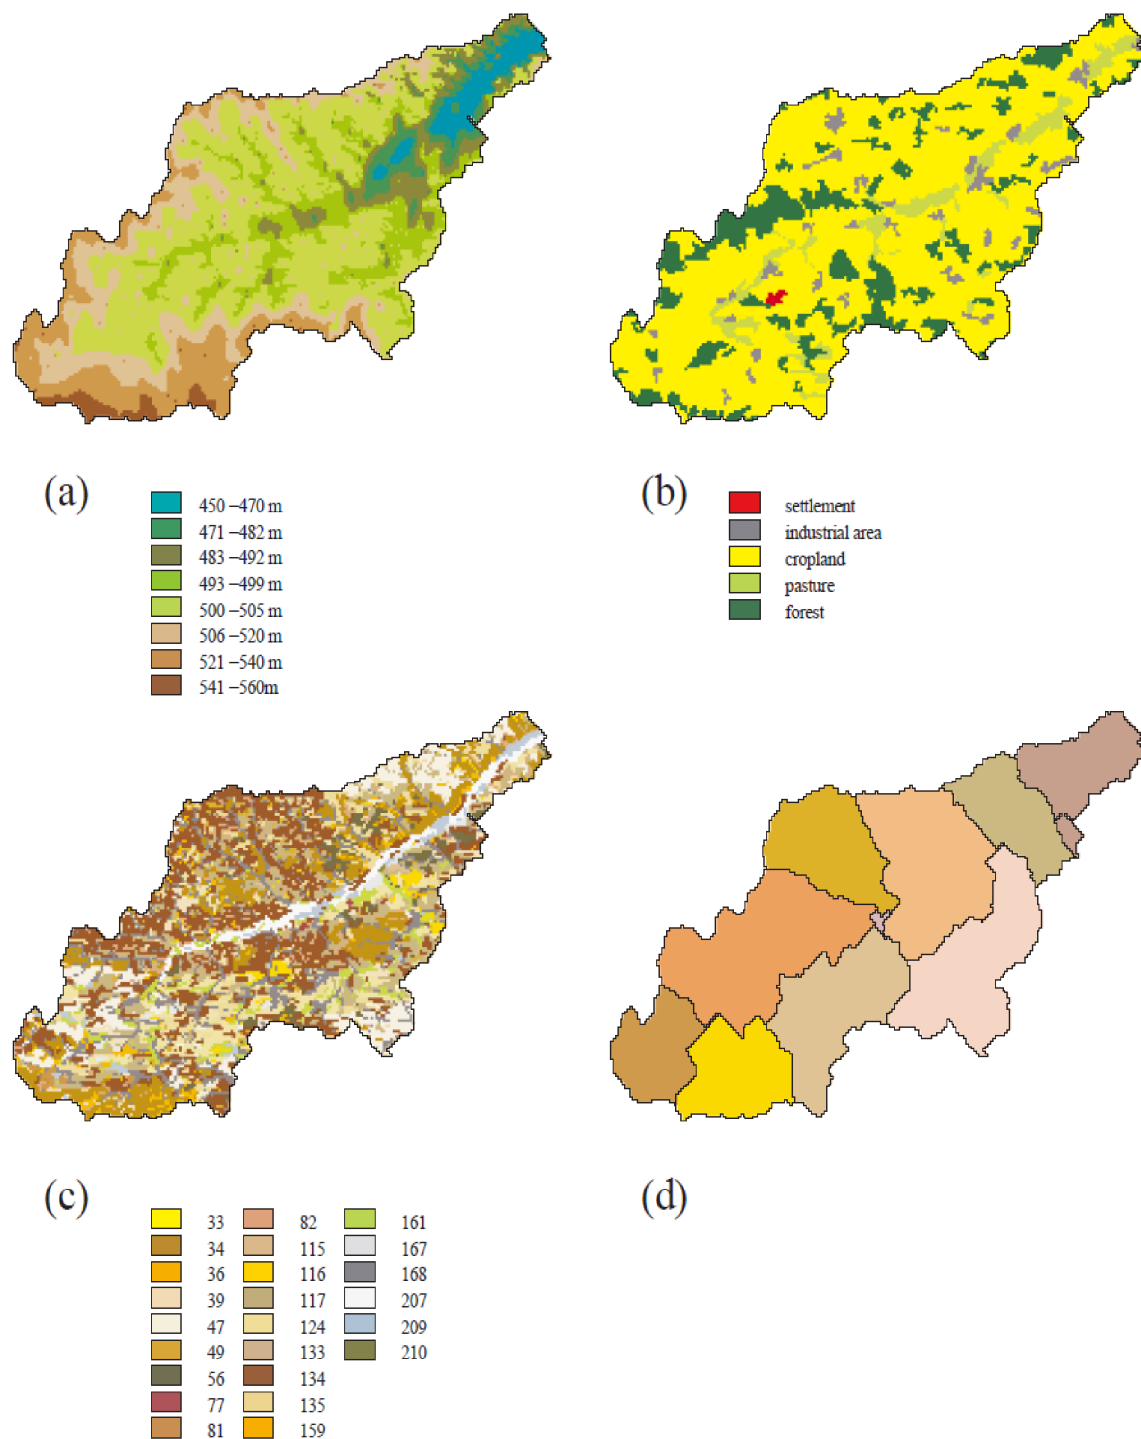 (a)
450 –470 m
471 –482 m
483 –492 m
493 –499 m
500 –505 m
506 –520 m
521 –540 m
541 –560m
(b)
settlement
industrial area
cropland
pasture
forest
(c)
33 82 161
34 115 167
36 116 168
39 117 207
47 124 209
49 133 210
56 134
77 135
81 159
(d)